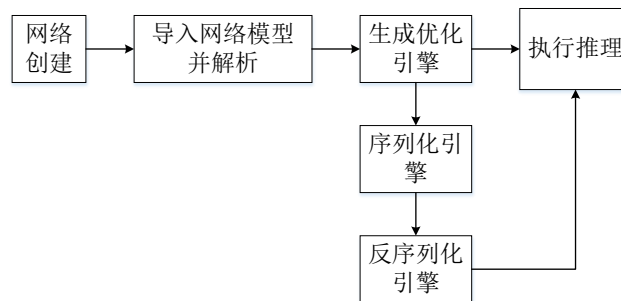 网络
创建
导入网络模型
并解析
生成优化
引擎
执行推理
序列化引
擎
反序列化
引擎